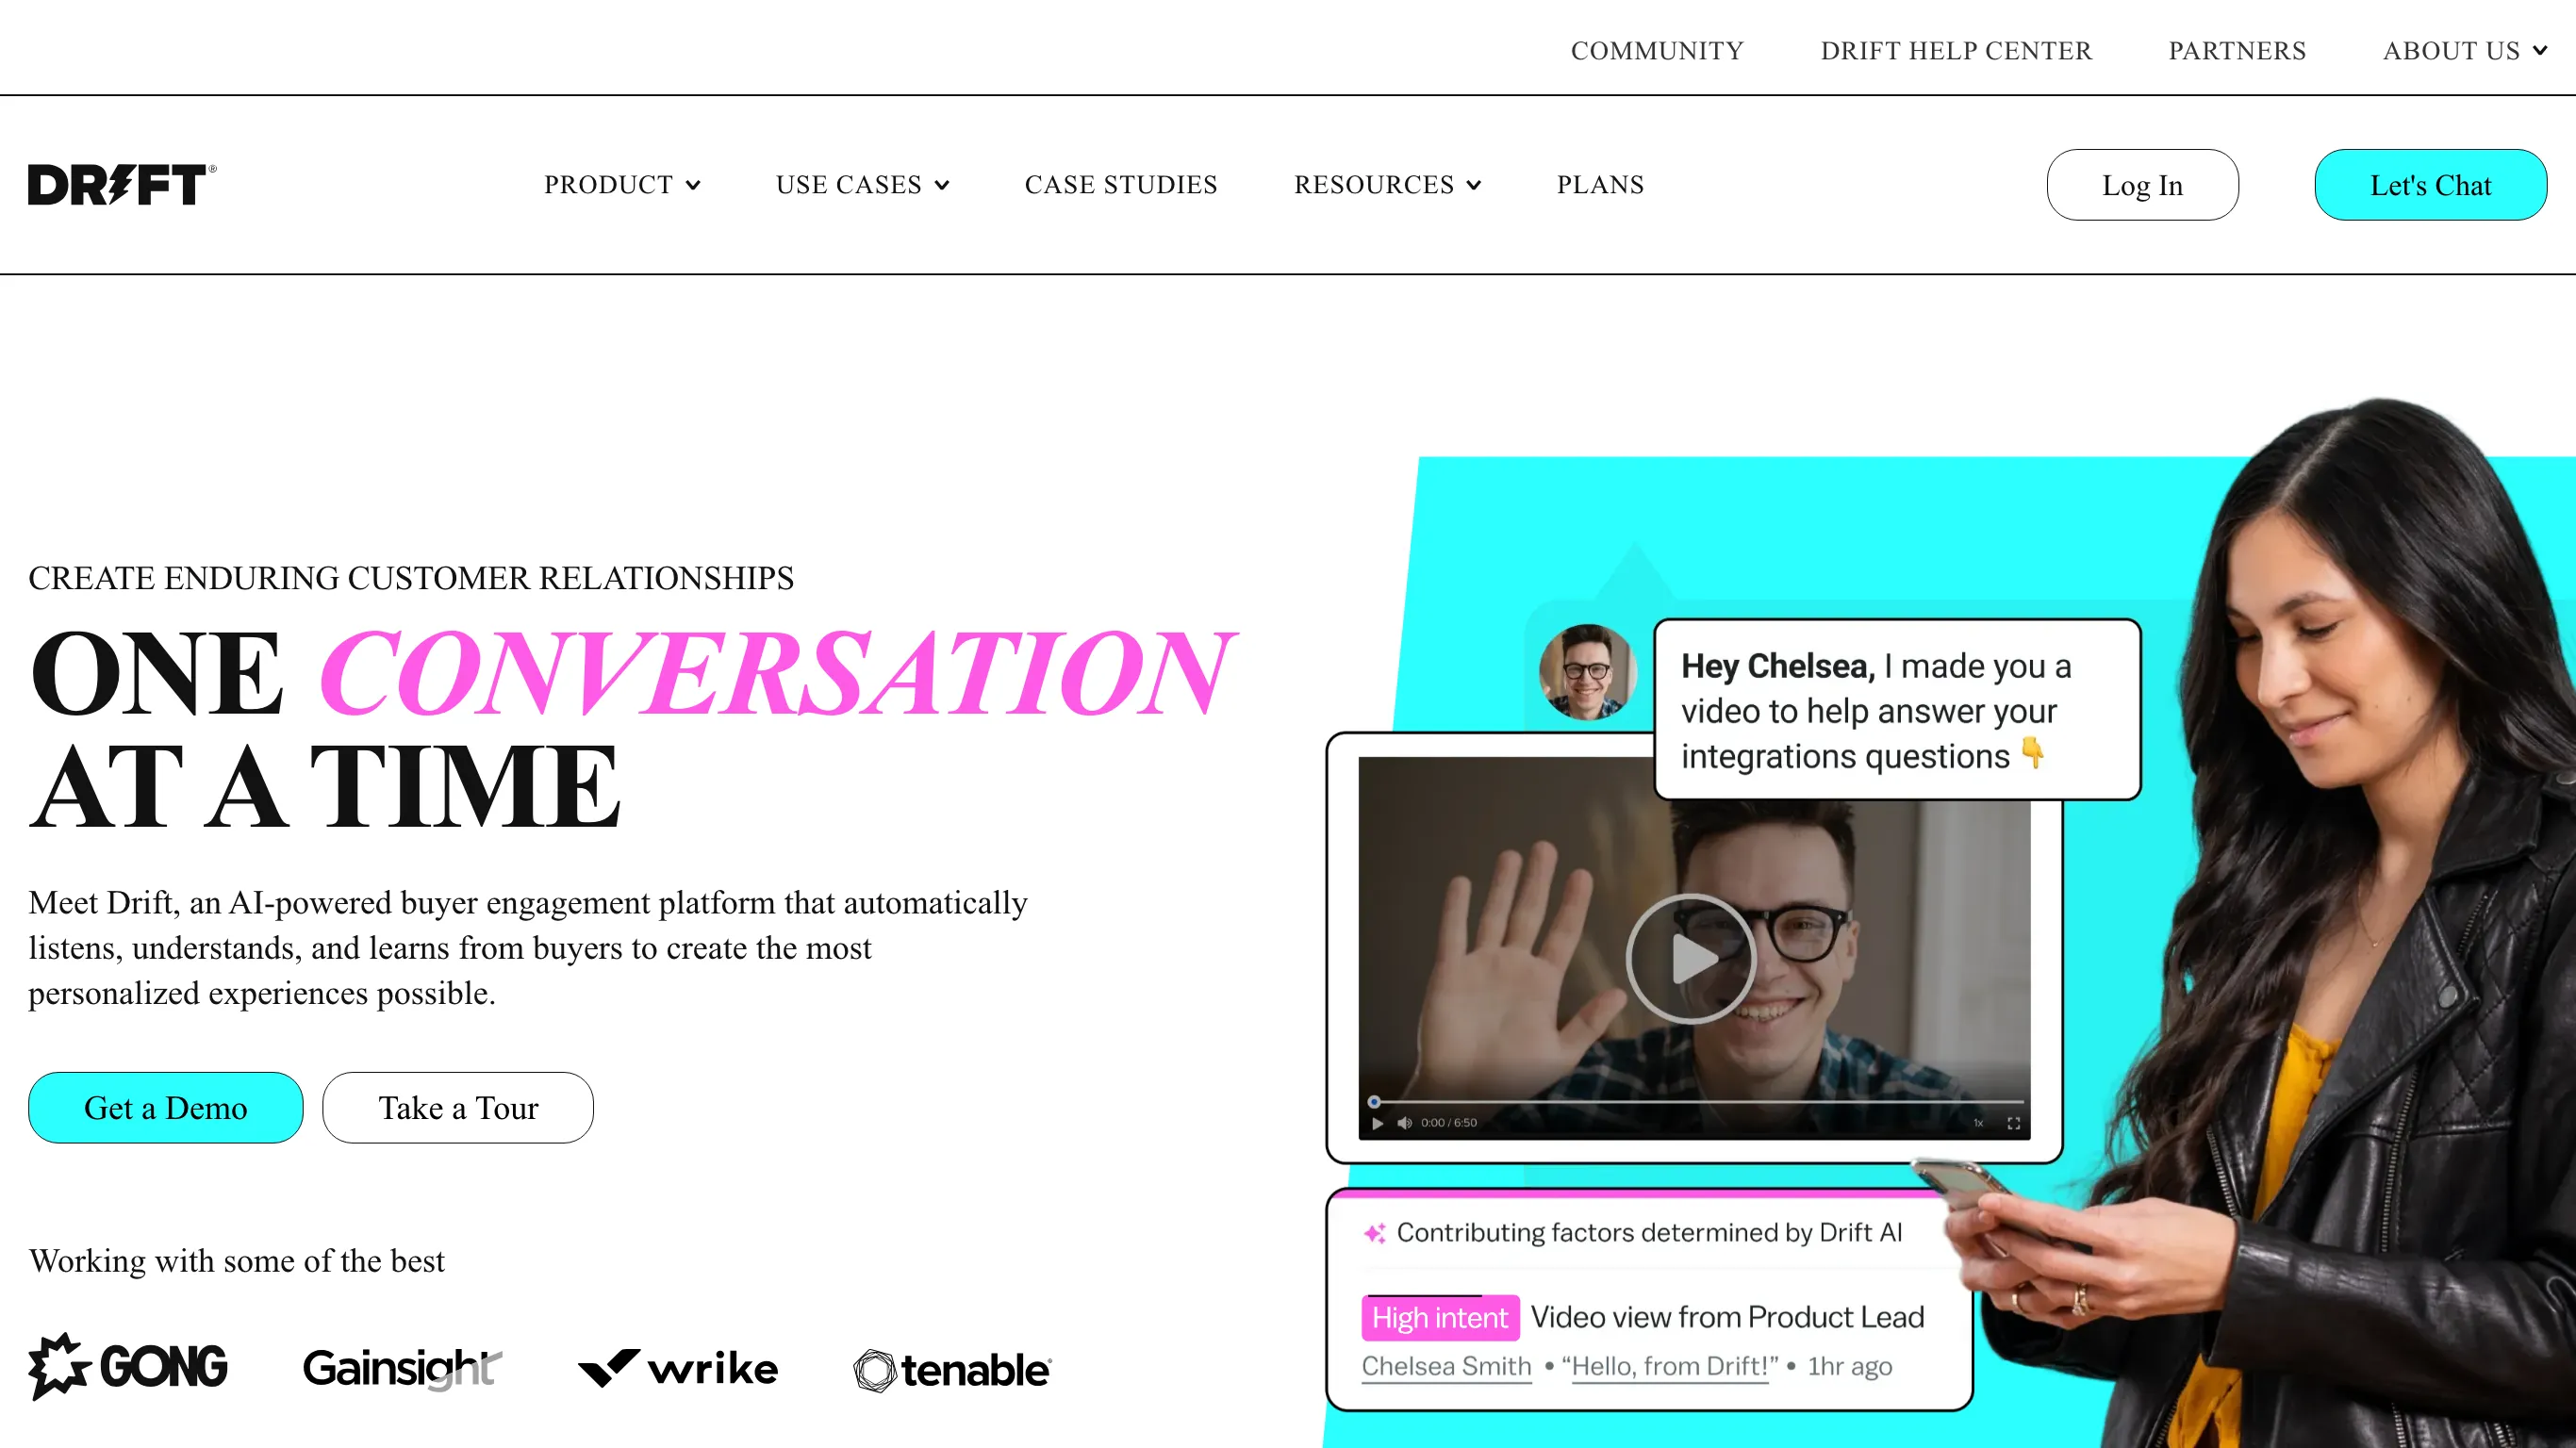 COMMUNITY DRIFT HELP CENTER PARTNERS ABOUT US
DRIFT®
PRODUCT USE CASES CASE STUDIES RESOURCES PLANS
Log In Let's Chat
CREATE ENDURING CUSTOMER RELATIONSHIPS
ONE CONVERSATION
AT A TIME
Meet Drift, an AI-powered buyer engagement platform that automatically
listens, understands, and learns from buyers to create the most
personalized experiences possible.
Get a Demo Take a Tour
Working with some of the best
GONG Gainsight wrike tenable
Hey Chelsea, I made you a
video to help answer your
integrations questions 👇
0:00 / 6:50 1x
Contributing factors determined by Drift AI
High intent Video view from Product Lead
Chelsea Smith • “Hello, from Drift!” • 1hr ago